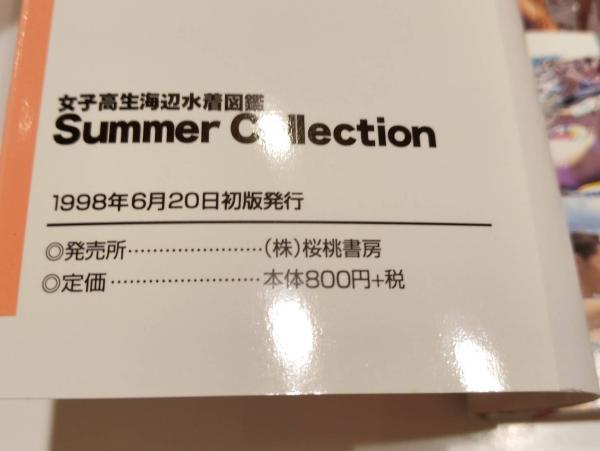 女子高生海辺水着図鑑
Summer Collection
1998年6月20日初版発行
◎発売所……………………(株)桜桃書房
◎定価………………………本体800円+税